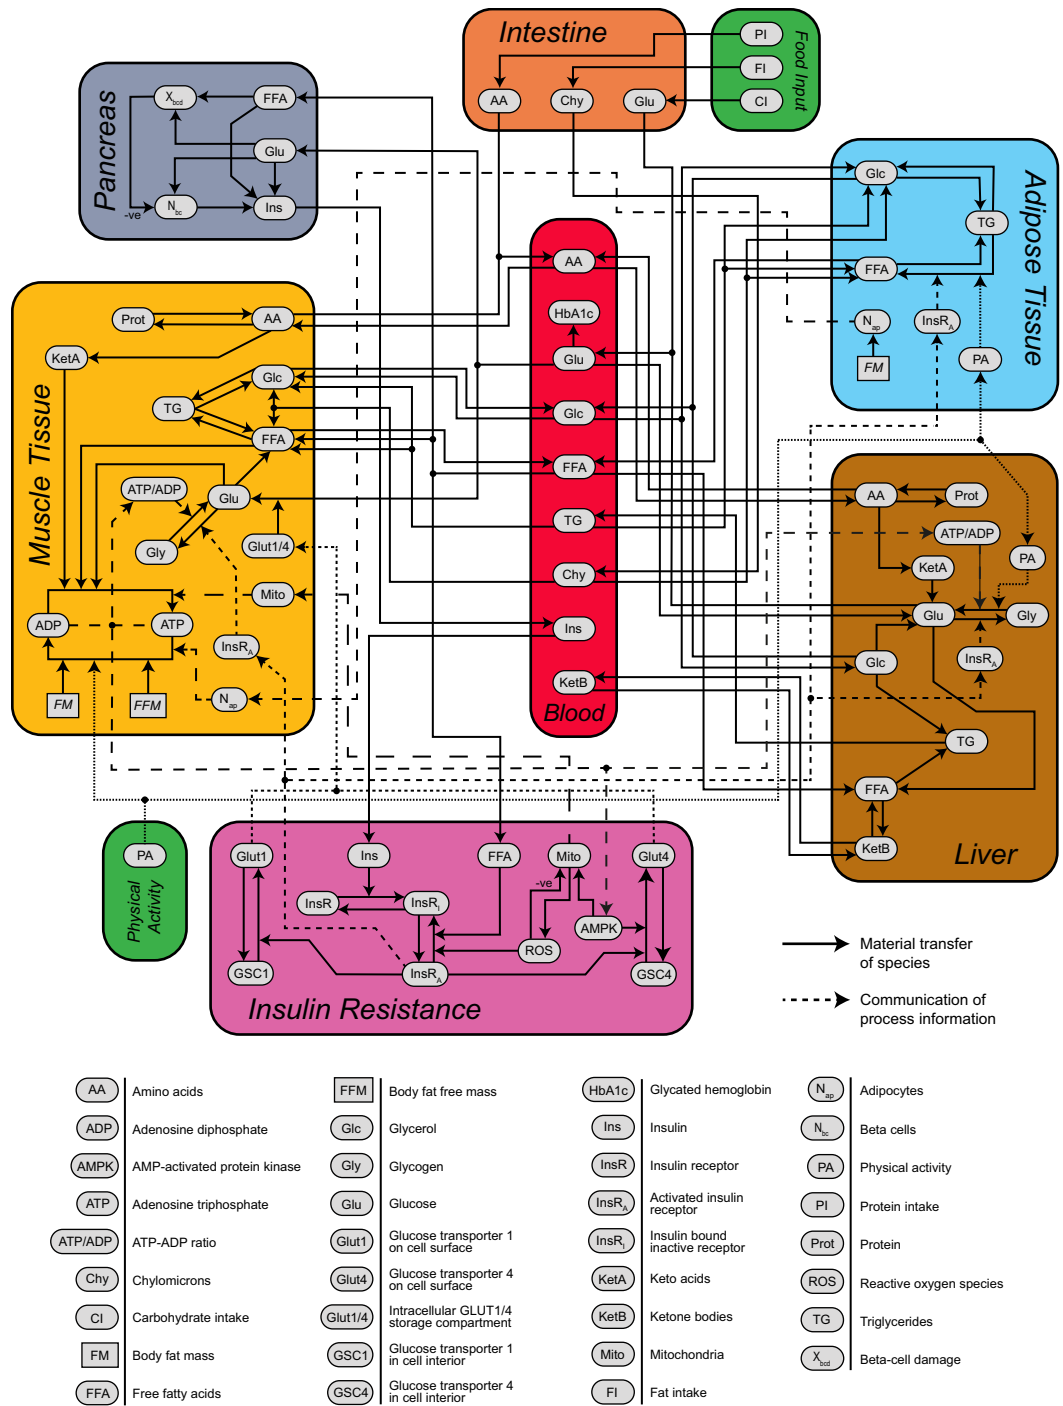 Intestine
PI
FI
CI
Food Input
AA
Chy
Glu
Pancreas
X bcd
FFA
Glu
-ve
N bc
Ins
Adipose Tissue
Glc
TG
FFA
N ap
InsR A
FM
PA
Blood
AA
HbA1c
Glu
Glc
FFA
TG
Chy
Ins
KetB
Muscle Tissue
Prot
AA
KetA
Glc
TG
FFA
ATP/ADP
Glu
Gly
Glut1/4
Mito
ADP
ATP
InsR A
FM
FFM
N ap
Liver
AA
Prot
ATP/ADP
PA
KetA
Glu
Gly
Glc
InsR A
TG
FFA
KetB
PA
Physical
Activity
Insulin Resistance
Glut1
Ins
FFA
Mito
Glut4
-ve
InsR
InsR I
AMPK
ROS
GSC1
InsR A
GSC4
Material transfer
of species
Communication of
process information
AA Amino acids
ADP Adenosine diphosphate
AMPK AMP-activated protein kinase
ATP Adenosine triphosphate
ATP/ADP ATP-ADP ratio
Chy Chylomicrons
CI Carbohydrate intake
FM Body fat mass
FFA Free fatty acids
FFM Body fat free mass
Glc Glycerol
Gly Glycogen
Glu Glucose
Glut1 Glucose transporter 1
on cell surface
Glut4 Glucose transporter 4
on cell surface
Glut1/4 Intracellular GLUT1/4
storage compartment
GSC1 Glucose transporter 1
in cell interior
GSC4 Glucose transporter 4
in cell interior
HbA1c Glycated hemoglobin
Ins Insulin
InsR Insulin receptor
InsR A Activated insulin
receptor
InsR I Insulin bound
inactive receptor
KetA Keto acids
KetB Ketone bodies
Mito Mitochondria
FI Fat intake
N ap Adipocytes
N bc Beta cells
PA Physical activity
PI Protein intake
Prot Protein
ROS Reactive oxygen species
TG Triglycerides
X bcd Beta-cell damage